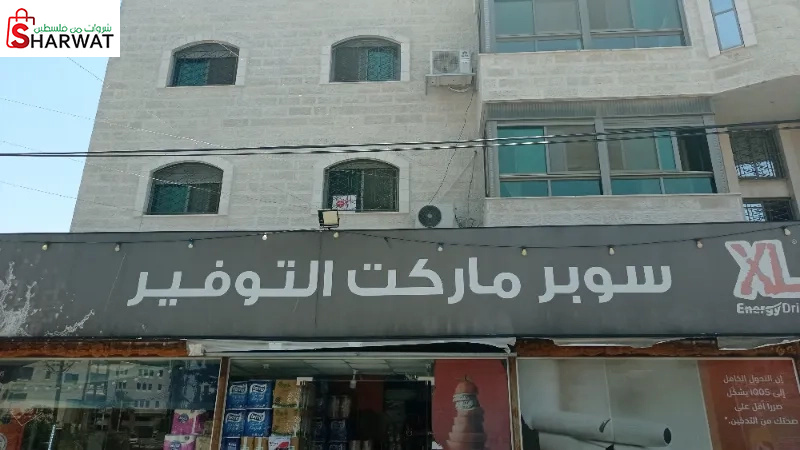 شروات من فلسطين
SHARWAT
سوبر ماركت التوفير
XL
Energy Dri
إن التحول الكامل
إلى IQOS يشكل
ضررا أقل على
صحتك من التدخين.